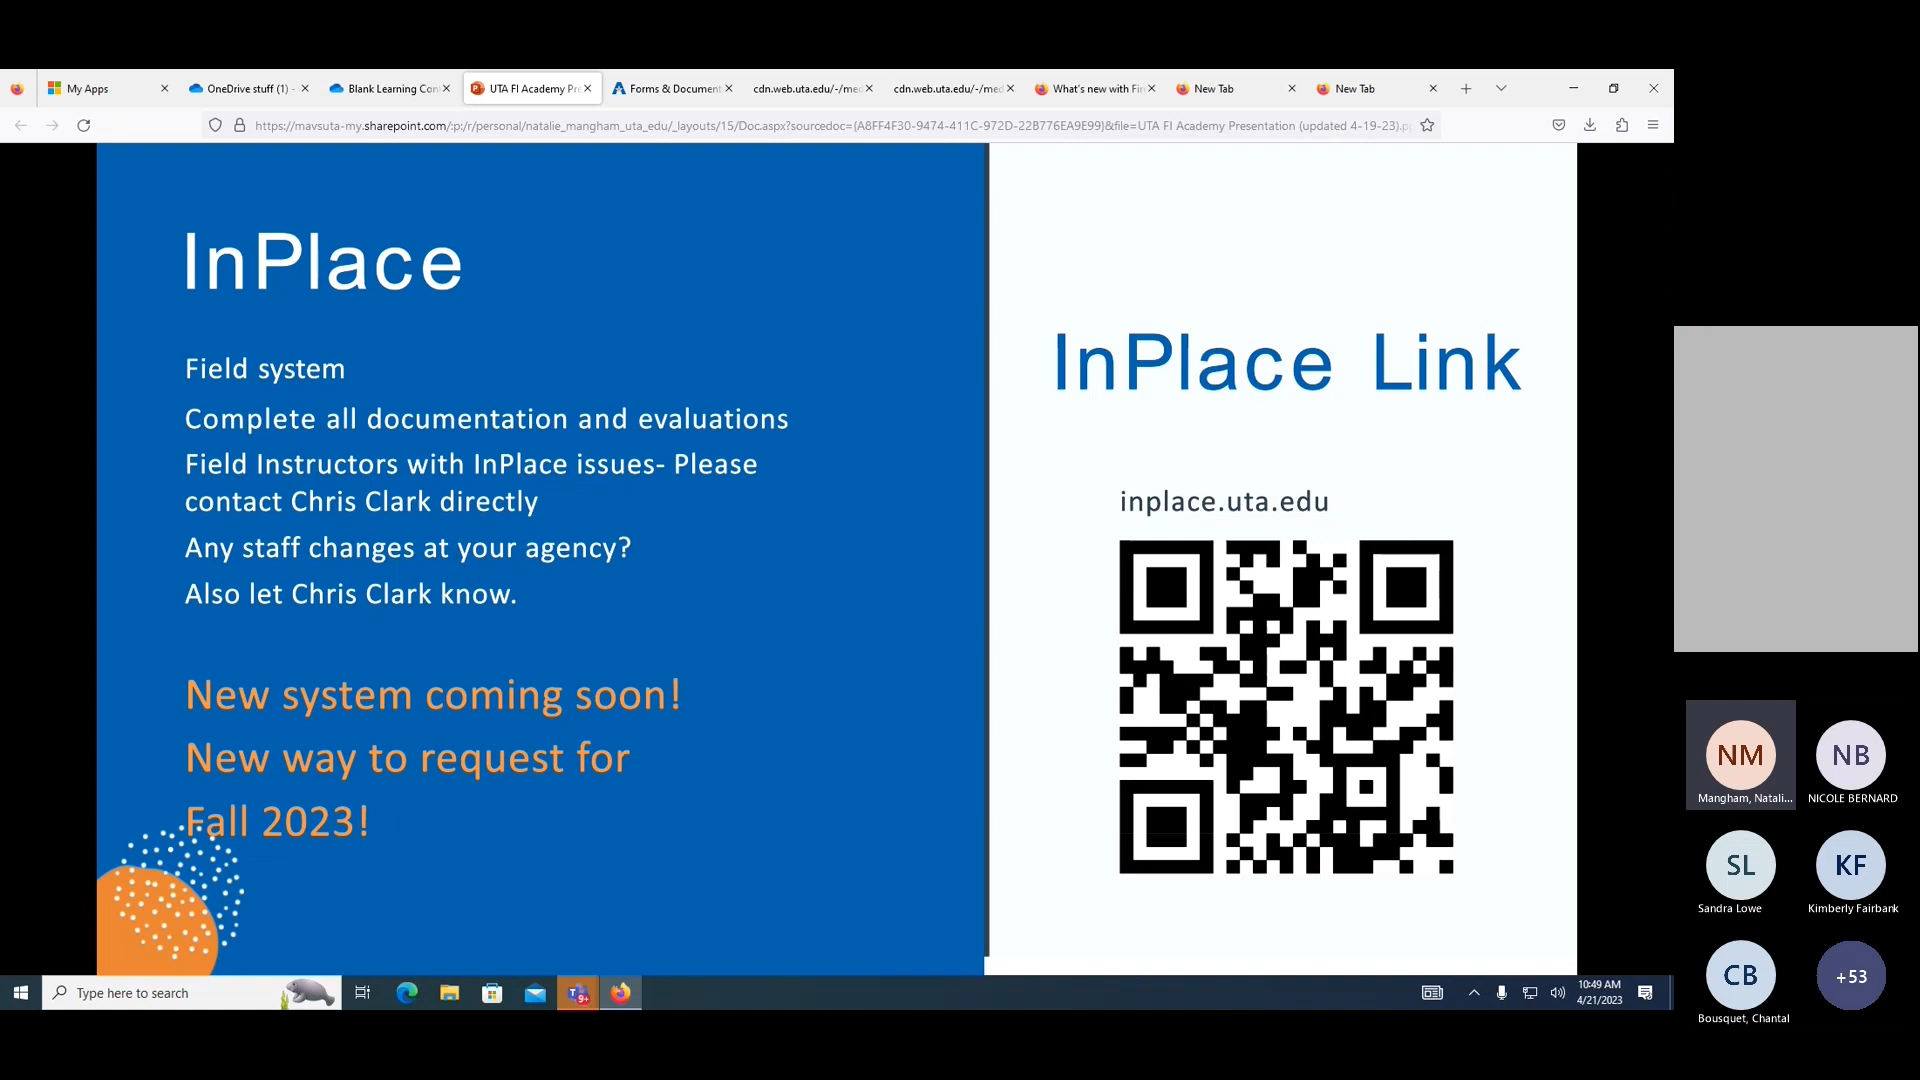 My Apps
OneDrive stuff (1) -
Blank Learning Con
UTA FI Academy Pre
Forms & Document
cdn.web.uta.edu/-/med
cdn.web.uta.edu/-/med
What's new with Fir
New Tab
New Tab
https://mavsuta-my.sharepoint.com/:p:/r/personal/natalie_mangham_uta_edu/_layouts/15/Doc.aspx?sourcedoc={A8FF4F30-9474-411C-972D-22B776EA9E99}&file=UTA FI Academy Presentation (updated 4-19-23).p
InPlace
Field system
Complete all documentation and evaluations
Field Instructors with InPlace issues- Please
contact Chris Clark directly
Any staff changes at your agency?
Also let Chris Clark know.
New system coming soon!
New way to request for
Fall 2023!
InPlace Link
inplace.uta.edu
NM
Mangham, Natali...
NB
NICOLE BERNARD
SL
Sandra Lowe
KF
Kimberly Fairbank
CB
Bousquet, Chantal
+53
Type here to search
9+
10:49 AM
4/21/2023